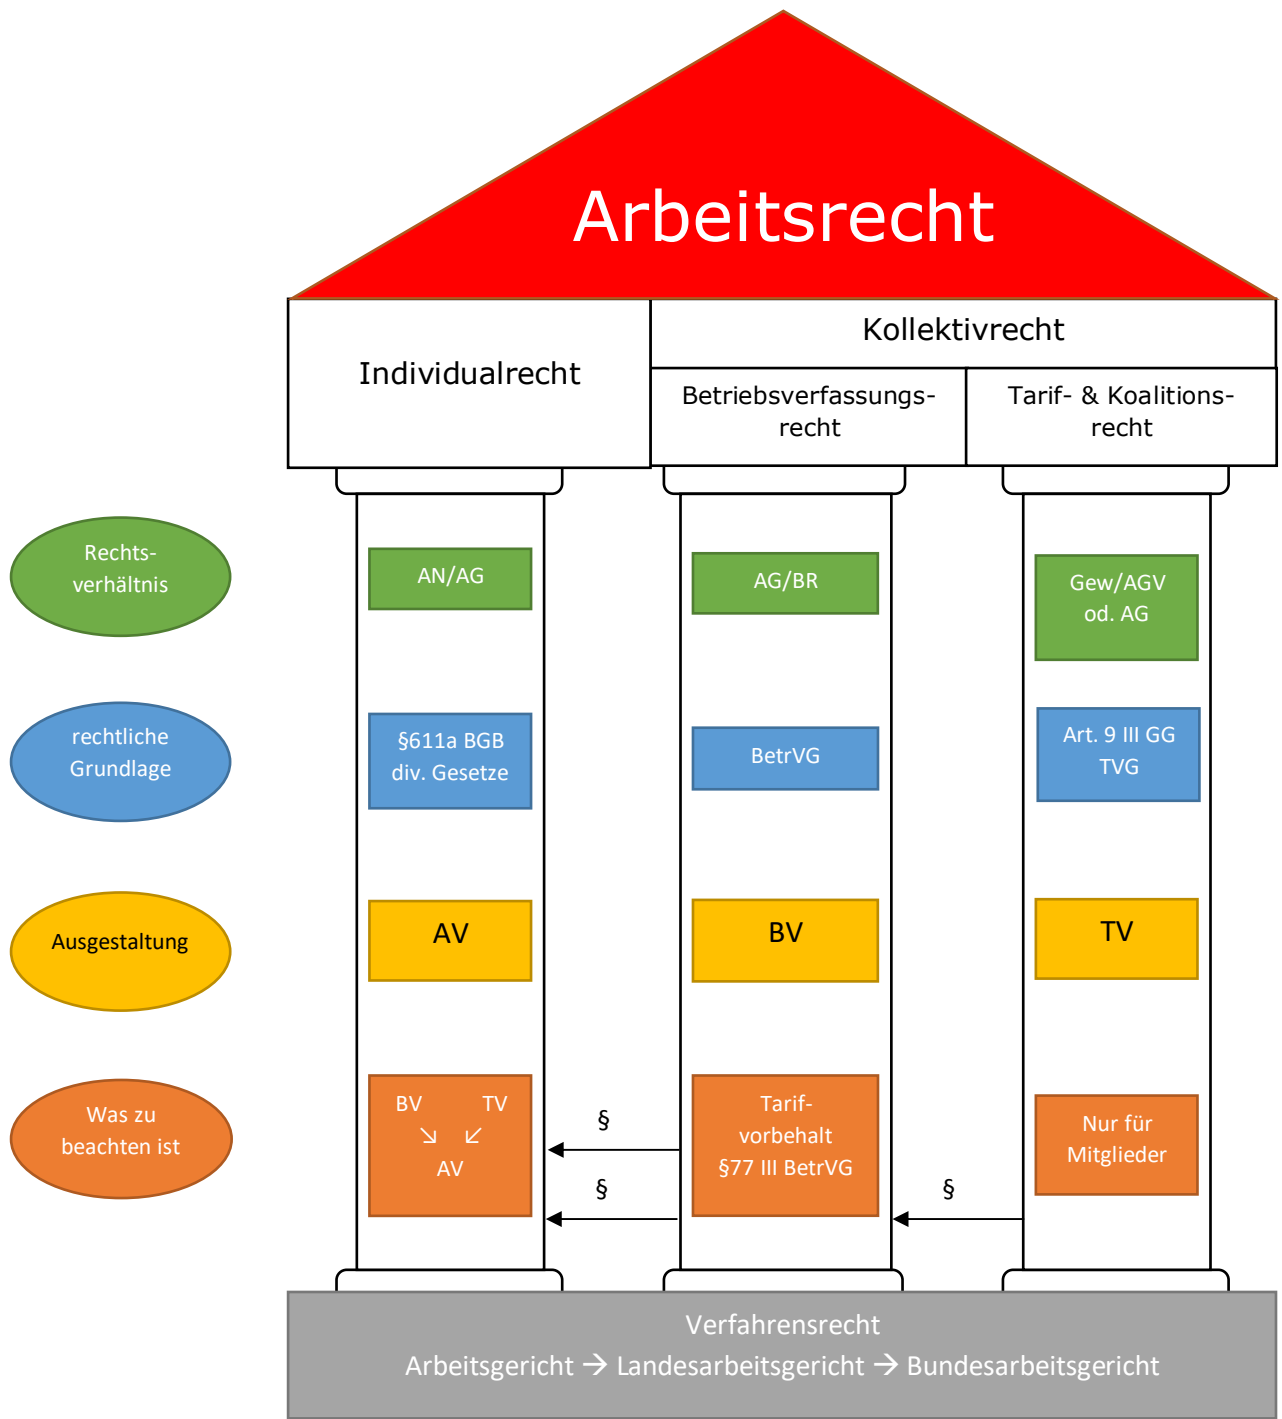 Arbeitsrecht
Individualrecht
Kollektivrecht
Betriebsverfassungs-
recht
Tarif- & Koalitions-
recht
Rechts-
verhältnis
AN/AG
AG/BR
Gew/AGV
od. AG
rechtliche
Grundlage
§611a BGB
div. Gesetze
BetrVG
Art. 9 III GG
TVG
Ausgestaltung
AV
BV
TV
Was zu
beachten ist
BV TV
↘ ↙
AV
§
§
Tarif-
vorbehalt
§77 III BetrVG
§
Nur für
Mitglieder
Verfahrensrecht
Arbeitsgericht → Landesarbeitsgericht → Bundesarbeitsgericht